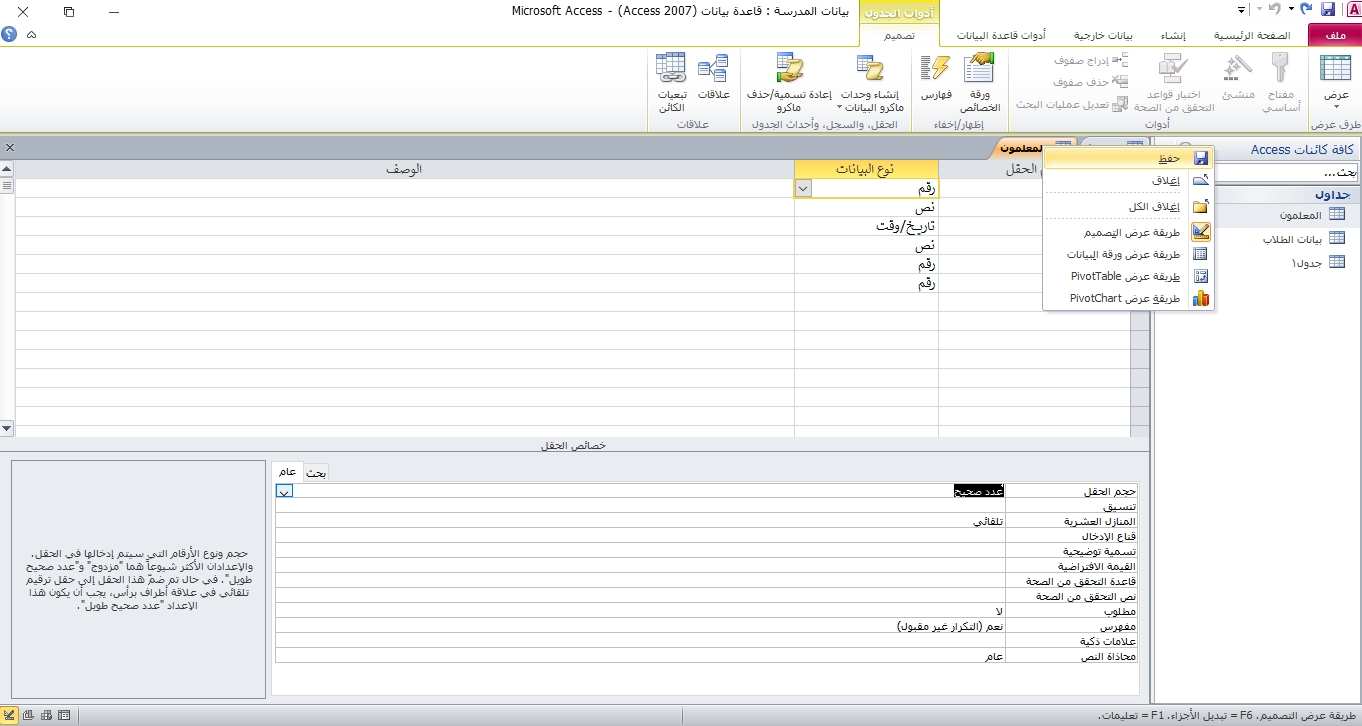 بيانات المدرسة : قاعدة بيانات (Access 2007) - Microsoft Access
أدوات الجدول
ملف
الصفحة الرئيسية
إنشاء
بيانات خارجية
أدوات قاعدة البيانات
تصميم
عرض
مفتاح أساسي
منشئ
اختبار قواعد التحقق من الصحة
إدراج صفوف
حذف صفوف
تعديل عمليات البحث
ورقة الخصائص
فهارس
إنشاء وحدات ماكرو البيانات
إعادة تسمية/حذف ماكرو
علاقات
تبعيات الكائن
طرق عرض
أدوات
إظهار/إخفاء
الحقل، والسجل، وأحداث الجدول
علاقات
كافة كائنات Access
بحث...
جداول
المعلمون
بيانات الطلاب
جدول١
المعلمون
حفظ
إغلاق
إغلاق الكل
طريقة عرض التصميم
طريقة عرض ورقة البيانات
طريقة عرض PivotTable
طريقة عرض PivotChart
الحقل
نوع البيانات
الوصف
رقم
نص
تاريخ/وقت
نص
رقم
رقم
خصائص الحقل
عام
بحث
حجم الحقل
عدد صحيح
تنسيق
المنازل العشرية
تلقائي
قناع الإدخال
تسمية توضيحية
القيمة الافتراضية
قاعدة التحقق من الصحة
نص التحقق من الصحة
مطلوب
لا
مفهرس
نعم (التكرار غير مقبول)
علامات ذكية
محاذاة النص
عام
حجم ونوع الأرقام التي سيتم إدخالها في الحقل.
والإعدادان الأكثر شيوعاً هما "مزدوج" و"عدد صحيح
طويل". في حال تم ضمّ هذا الحقل إلى حقل ترقيم
تلقائي في علاقة أطراف برأس، يجب أن يكون هذا
الإعداد "عدد صحيح طويل".
طريقة عرض التصميم. F6 = تبديل الأجزاء. F1 = تعليمات.